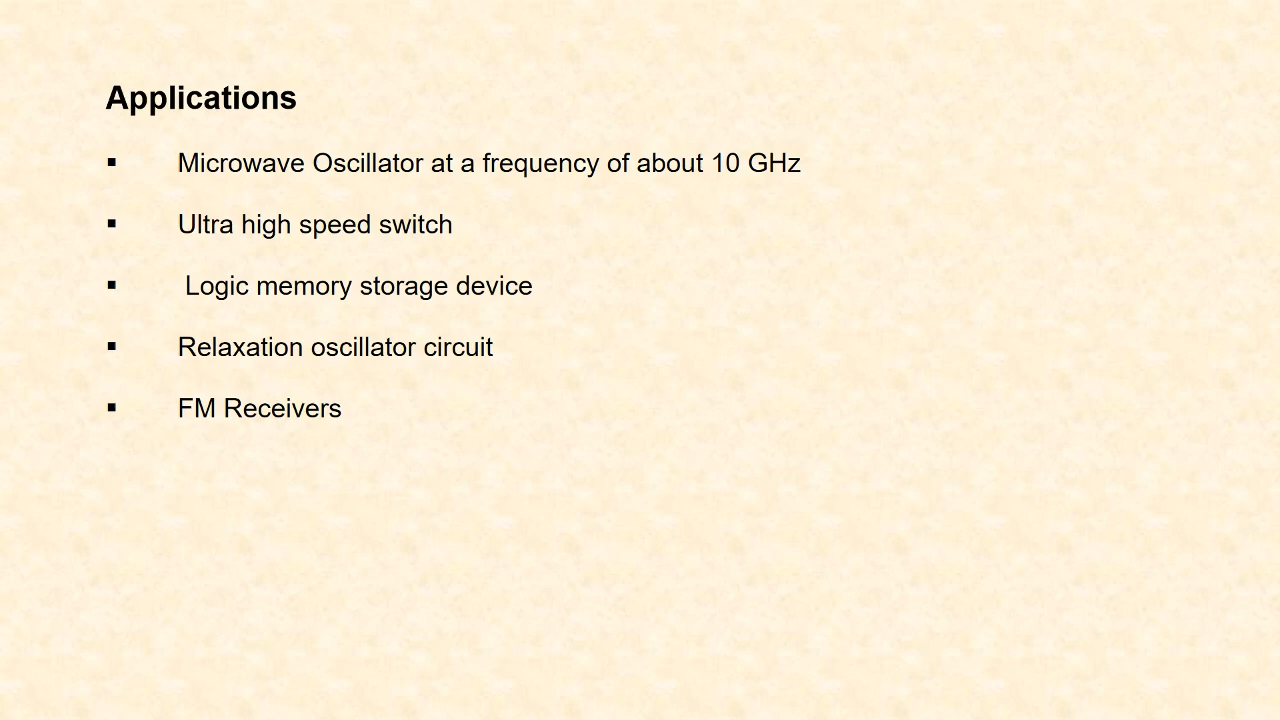 Applications
▪ Microwave Oscillator at a frequency of about 10 GHz
▪ Ultra high speed switch
▪ Logic memory storage device
▪ Relaxation oscillator circuit
▪ FM Receivers